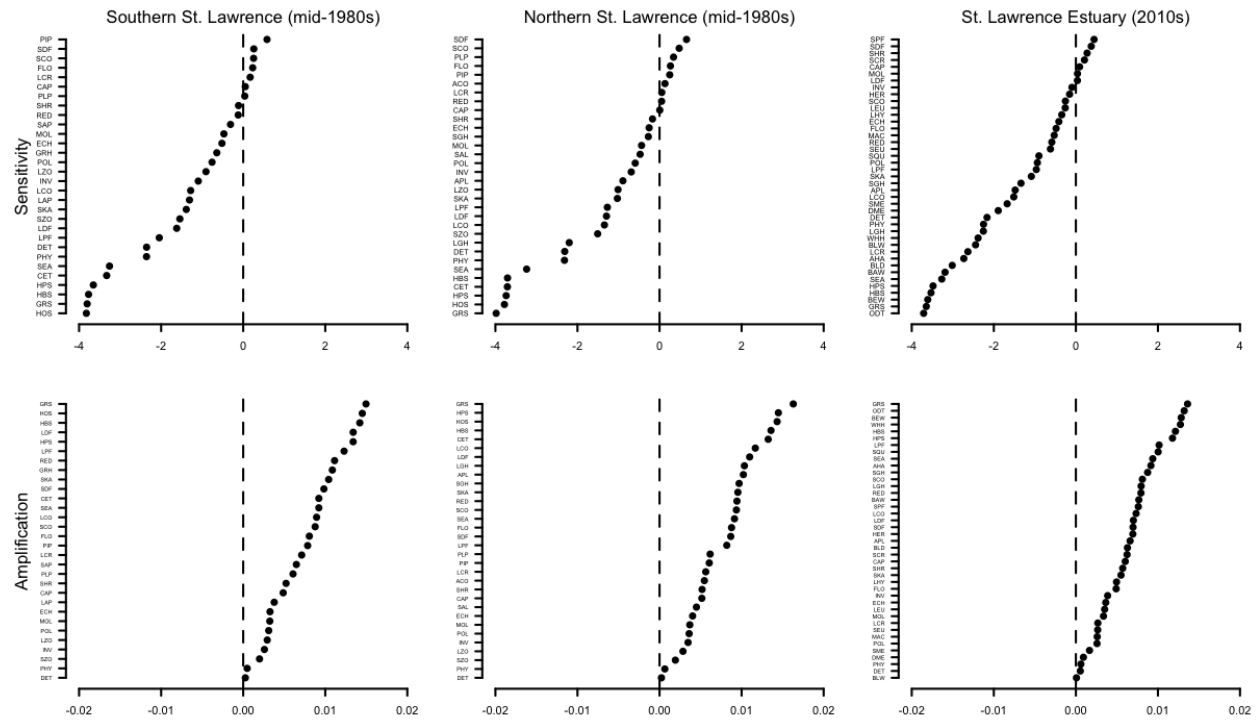 Southern St. Lawrence (mid-1980s)
Northern St. Lawrence (mid-1980s)
St. Lawrence Estuary (2010s)
Sensitivity
PIP
SDF
SCO
FLO
LCR
CAP
PLP
SHR
RED
SAP
MOL
ECH
GRH
POL
LZO
INV
LCO
LAP
SKA
SZO
LDF
LPF
DET
PHY
SEA
CET
HPS
HBS
GRS
HOS
-4 -2 0 2 4
SDF
SCO
PLP
FLO
PIP
ACO
LCR
RED
CAP
SHR
ECH
SGH
MOL
SAL
POL
INV
APL
LZO
SKA
LPF
LDF
LCO
SZO
LGH
DET
PHY
SEA
HBS
CET
HPS
HOS
GRS
-4 -2 0 2 4
SPF
SDF
SHR
SCR
CAP
MOL
LDF
INV
HER
SCO
LEU
LHY
ECH
FLO
MAC
RED
SEU
SQU
POL
LPF
SKA
SGH
APL
LCO
SME
DME
DET
PHY
LGH
WHH
BLW
LCR
AHA
BLD
BAW
SEA
HPS
HBS
BEW
GRS
ODT
-4 -2 0 2 4
Amplification
GRS
HOS
HBS
LDF
HPS
LPF
RED
GRH
SKA
SDF
CET
SEA
LCO
SCO
FLO
PIP
LCR
SAP
PLP
SHR
CAP
LAP
ECH
MOL
POL
LZO
INV
SZO
PHY
DET
-0.02 -0.01 0.00 0.01 0.02
GRS
HPS
HOS
HBS
CET
LCO
LDF
LGH
APL
SGH
SKA
RED
SCO
SEA
FLO
SDF
LPF
PLP
PIP
LCR
ACO
SHR
CAP
SAL
ECH
MOL
POL
INV
LZO
SZO
PHY
DET
-0.02 -0.01 0.00 0.01 0.02
GRS
ODT
BEW
WHH
HBS
HPS
LPF
SQU
SEA
AHA
SGH
SCO
LGH
RED
BAW
SPF
LCO
LDF
SDF
HER
APL
BLD
SCR
CAP
SHR
SKA
LHY
FLO
INV
ECH
LEU
MOL
LCR
SEU
MAC
POL
SME
DME
PHY
DET
BLW
-0.02 -0.01 0.00 0.01 0.02